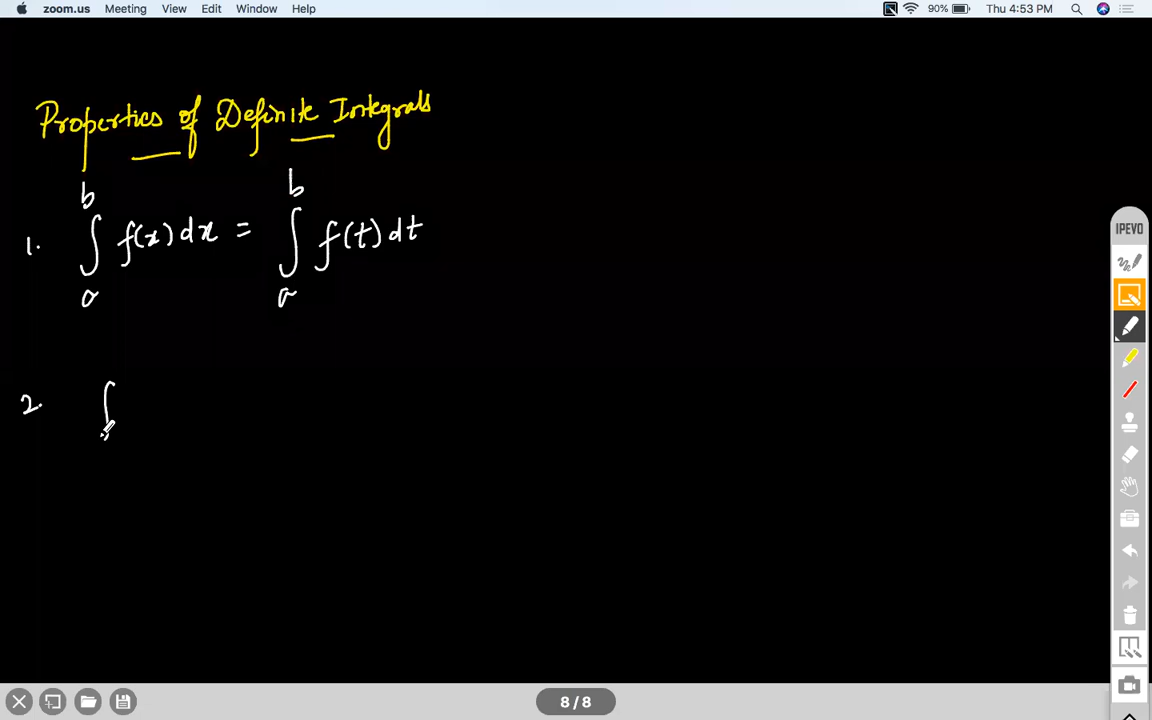 zoom.us Meeting View Edit Window Help 90% Thu 4:53 PM
Properties of Definite Integrals
1. ∫_a^b f(x) dx = ∫_a^b f(t) dt
2. ∫
IPEVO
8 / 8